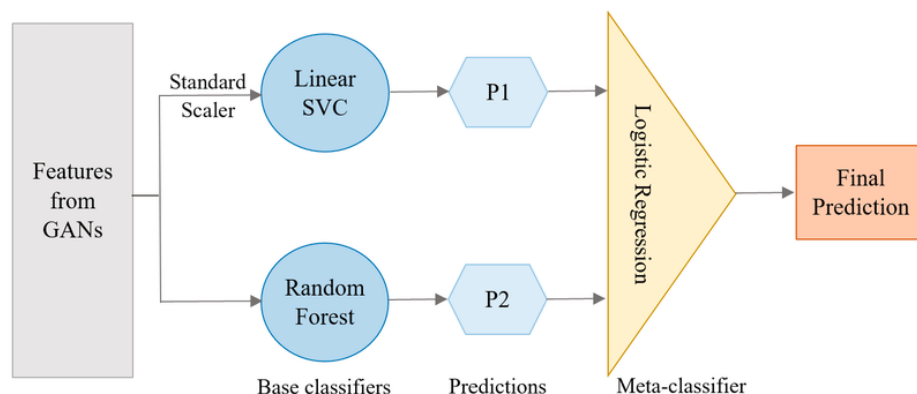 Features
from
GANs
Standard
Scaler
Linear
SVC
P1
Random
Forest
P2
Logistic Regression
Final
Prediction
Base classifiers
Predictions
Meta-classifier